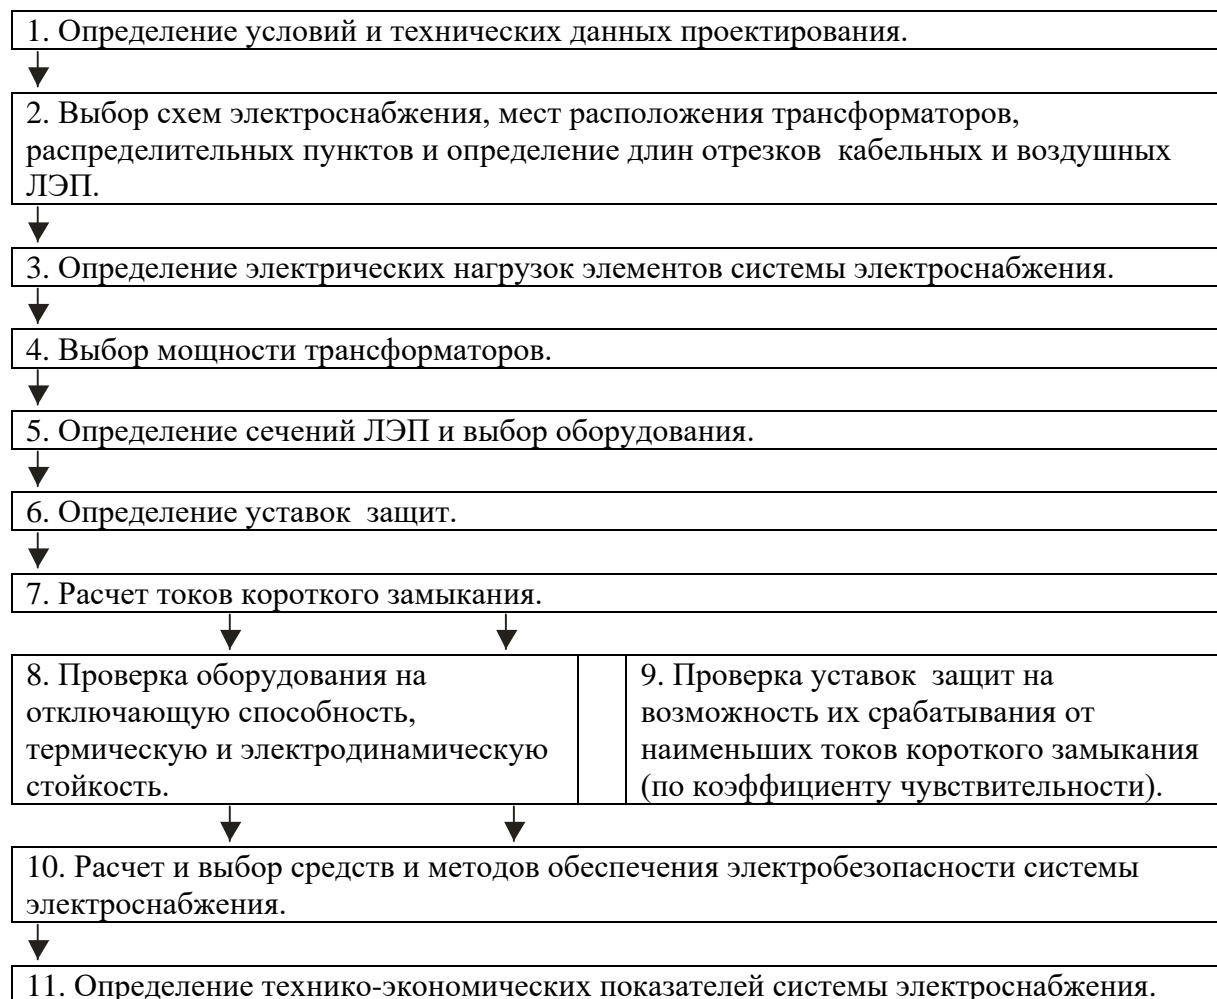 1. Определение условий и технических данных проектирования.
2. Выбор схем электроснабжения, мест расположения трансформаторов,
распределительных пунктов и определение длин отрезков кабельных и воздушных
ЛЭП.
3. Определение электрических нагрузок элементов системы электроснабжения.
4. Выбор мощности трансформаторов.
5. Определение сечений ЛЭП и выбор оборудования.
6. Определение уставок защит.
7. Расчет токов короткого замыкания.
8. Проверка оборудования на
отключающую способность,
термическую и электродинамическую
стойкость.
9. Проверка уставок защит на
возможность их срабатывания от
наименьших токов короткого замыкания
(по коэффициенту чувствительности).
10. Расчет и выбор средств и методов обеспечения электробезопасности системы
электроснабжения.
11. Определение технико-экономических показателей системы электроснабжения.